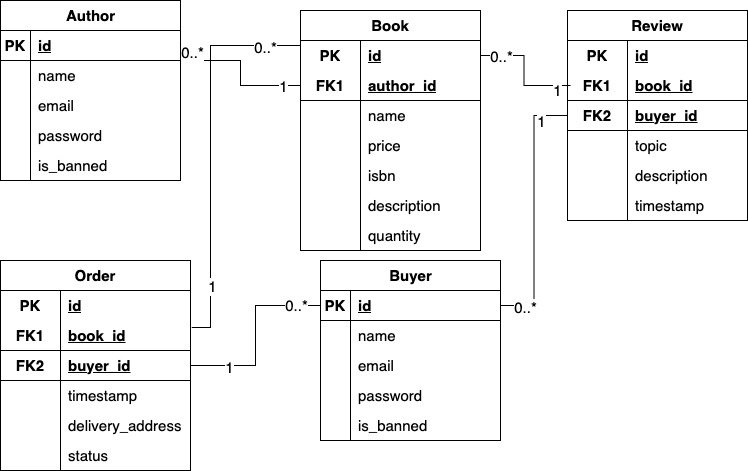 Author
PK id
name
email
password
is_banned
Book
PK id
FK1 author_id
name
price
isbn
description
quantity
Review
PK id
FK1 book_id
FK2 buyer_id
topic
description
timestamp
Order
PK id
FK1 book_id
FK2 buyer_id
timestamp
delivery_address
status
Buyer
PK id
name
email
password
is_banned
0..*
1
0..*
1
0..*
1
0..*
1
0..*
1